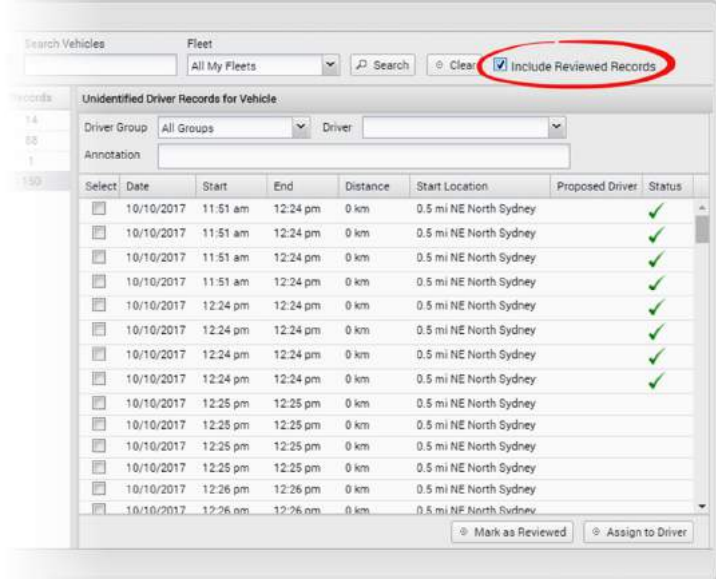 Search Vehicles Fleet
All My Fleets Search Clear Include Reviewed Records
Records Unidentified Driver Records for Vehicle
14 Driver Group All Groups Driver
88
1 Annotation
150
Select Date Start End Distance Start Location Proposed Driver Status
10/10/2017 11:51 am 12:24 pm 0 km 0.5 mi NE North Sydney
10/10/2017 11:51 am 12:24 pm 0 km 0.5 mi NE North Sydney
10/10/2017 11:51 am 12:24 pm 0 km 0.5 mi NE North Sydney
10/10/2017 11:51 am 12:24 pm 0 km 0.5 mi NE North Sydney
10/10/2017 12:24 pm 12:24 pm 0 km 0.5 mi NE North Sydney
10/10/2017 12:24 pm 12:24 pm 0 km 0.5 mi NE North Sydney
10/10/2017 12:24 pm 12:24 pm 0 km 0.5 mi NE North Sydney
10/10/2017 12:24 pm 12:24 pm 0 km 0.5 mi NE North Sydney
10/10/2017 12:25 pm 12:25 pm 0 km 0.5 mi NE North Sydney
10/10/2017 12:25 pm 12:25 pm 0 km 0.5 mi NE North Sydney
10/10/2017 12:25 pm 12:25 pm 0 km 0.5 mi NE North Sydney
10/10/2017 12:25 pm 12:25 pm 0 km 0.5 mi NE North Sydney
10/10/2017 12:26 pm 12:26 pm 0 km 0.5 mi NE North Sydney
10/10/2017 12:26 pm 12:26 pm 0 km 0.5 mi NE North Sydney
Mark as Reviewed Assign to Driver